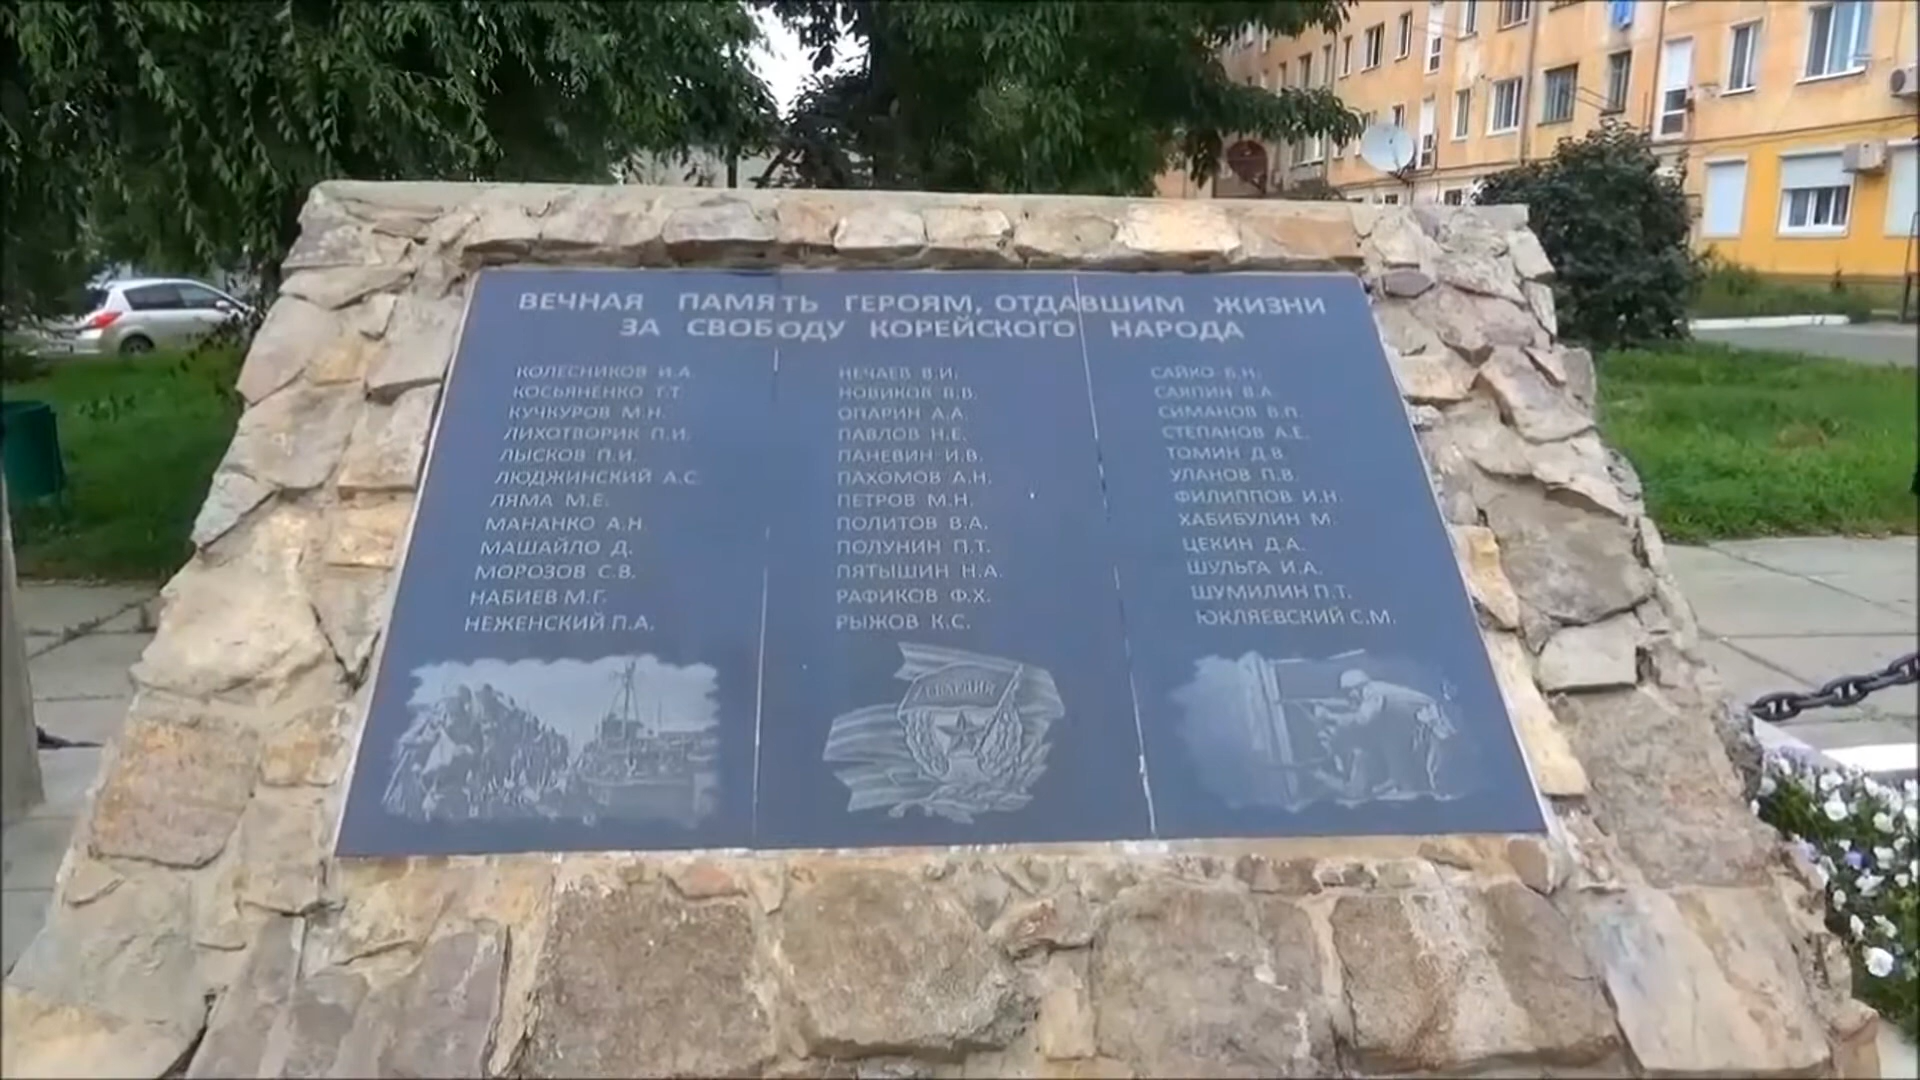 ВЕЧНАЯ ПАМЯТЬ ГЕРОЯМ, ОТДАВШИМ ЖИЗНИ
ЗА СВОБОДУ КОРЕЙСКОГО НАРОДА
КОЛЕСНИКОВ И.А.
КОСЬЯНЕНКО Т.Т.
КУЧКУРОВ М.Н.
ЛИХОТВОРИК П.И.
ЛЫСКОВ П.И.
ЛЮДЖИНСКИЙ А.С.
ЛЯМА М.Е.
МАНАНКО А.Н.
МАШАЙЛО Д.
МОРОЗОВ С.В.
НАБИЕВ М.Г.
НЕЖЕНСКИЙ П.А.
НЕЧАЕВ В.И.
НОВИКОВ В.В.
ОПАРИН А.А.
ПАВЛОВ Н.Е.
ПАНЕВИН И.В.
ПАХОМОВ А.Н.
ПЕТРОВ М.Н.
ПОЛИТОВ В.А.
ПОЛУНИН П.Т.
ПЯТЫШИН Н.А.
РАФИКОВ Ф.Х.
РЫЖОВ К.С.
САЙКО Б.Н.
САЯПИН В.А.
СИМАНОВ В.П.
СТЕПАНОВ А.Е.
ТОМИН Д.В.
УЛАНОВ П.В.
ФИЛИППОВ И.Н.
ХАБИБУЛИН М.
ЦЕКИН Д.А.
ШУЛЬГА И.А.
ШУМИЛИН П.Т.
ЮКЛЯЕВСКИЙ С.М.
ГВАРДИЯ